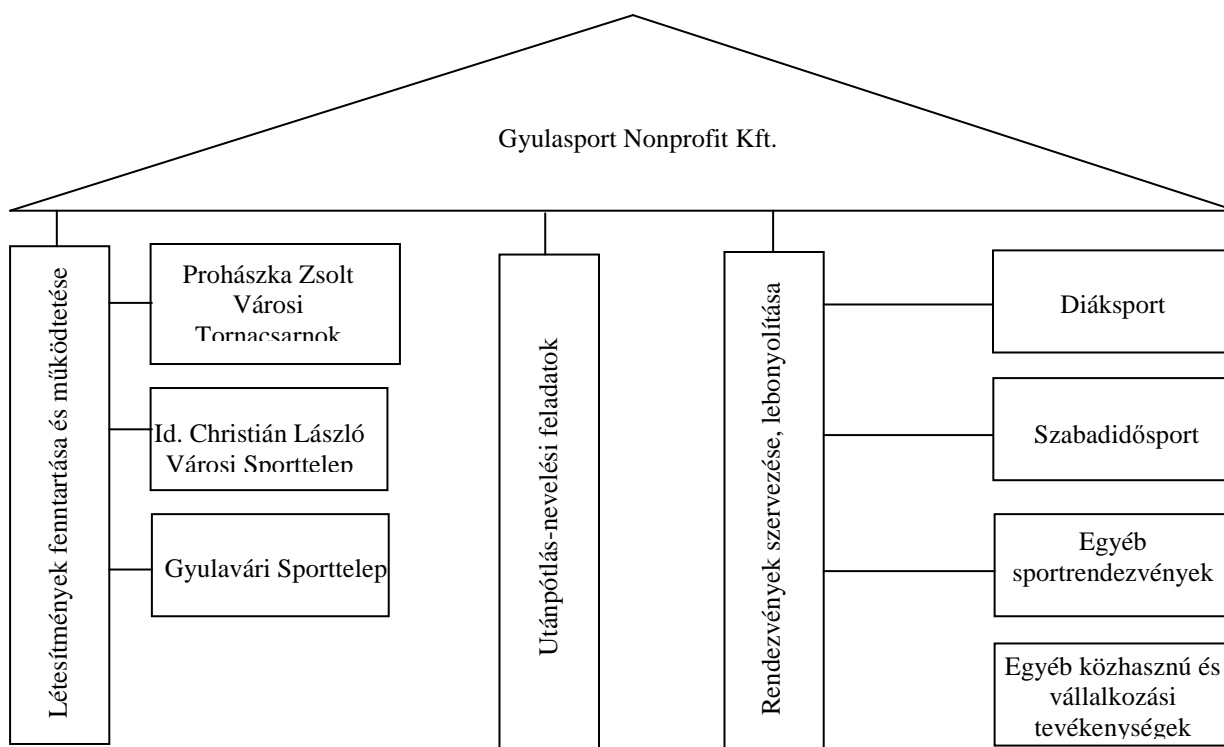 Gyulasport Nonprofit Kft.
Létesítmények fenntartása és működtetése
Prohászka Zsolt
Városi
Tornacsarnok
Id. Christián László
Városi Sporttelep
Gyulavári Sporttelep
Utánpótlás-nevelési feladatok
Rendezvények szervezése, lebonyolítása
Diáksport
Szabadidősport
Egyéb
sportrendezvények
Egyéb közhasznú és
vállalkozási
tevékenységek